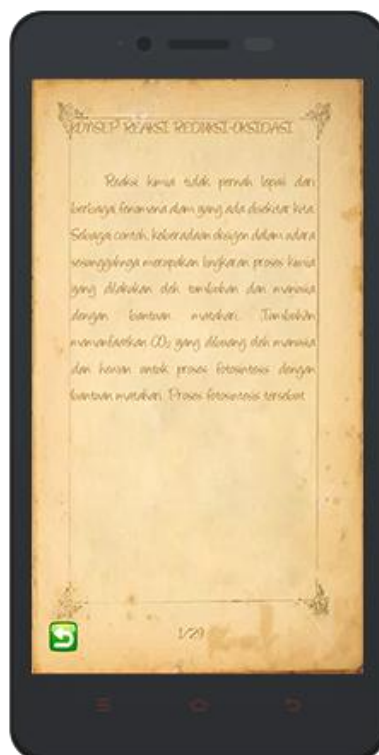 KONSEP REAKSI REDUKSI-OKSIDASI
Reaksi kimia tidak pernah lepas dari
berbagai fenomena alam yang ada disekitar kita.
Sebagai contoh, keberadaan oksigen dalam udara
sesungguhnya merupakan lingkaran proses kimia
yang dilakukan oleh tumbuhan dan manusia
dengan bantuan matahari. Tumbuhan
memanfaatkan CO₂ yang dibuang oleh manusia
dan hewan untuk proses fotosintesis dengan
bantuan matahari. Proses fotosintesis tersebut
1/29